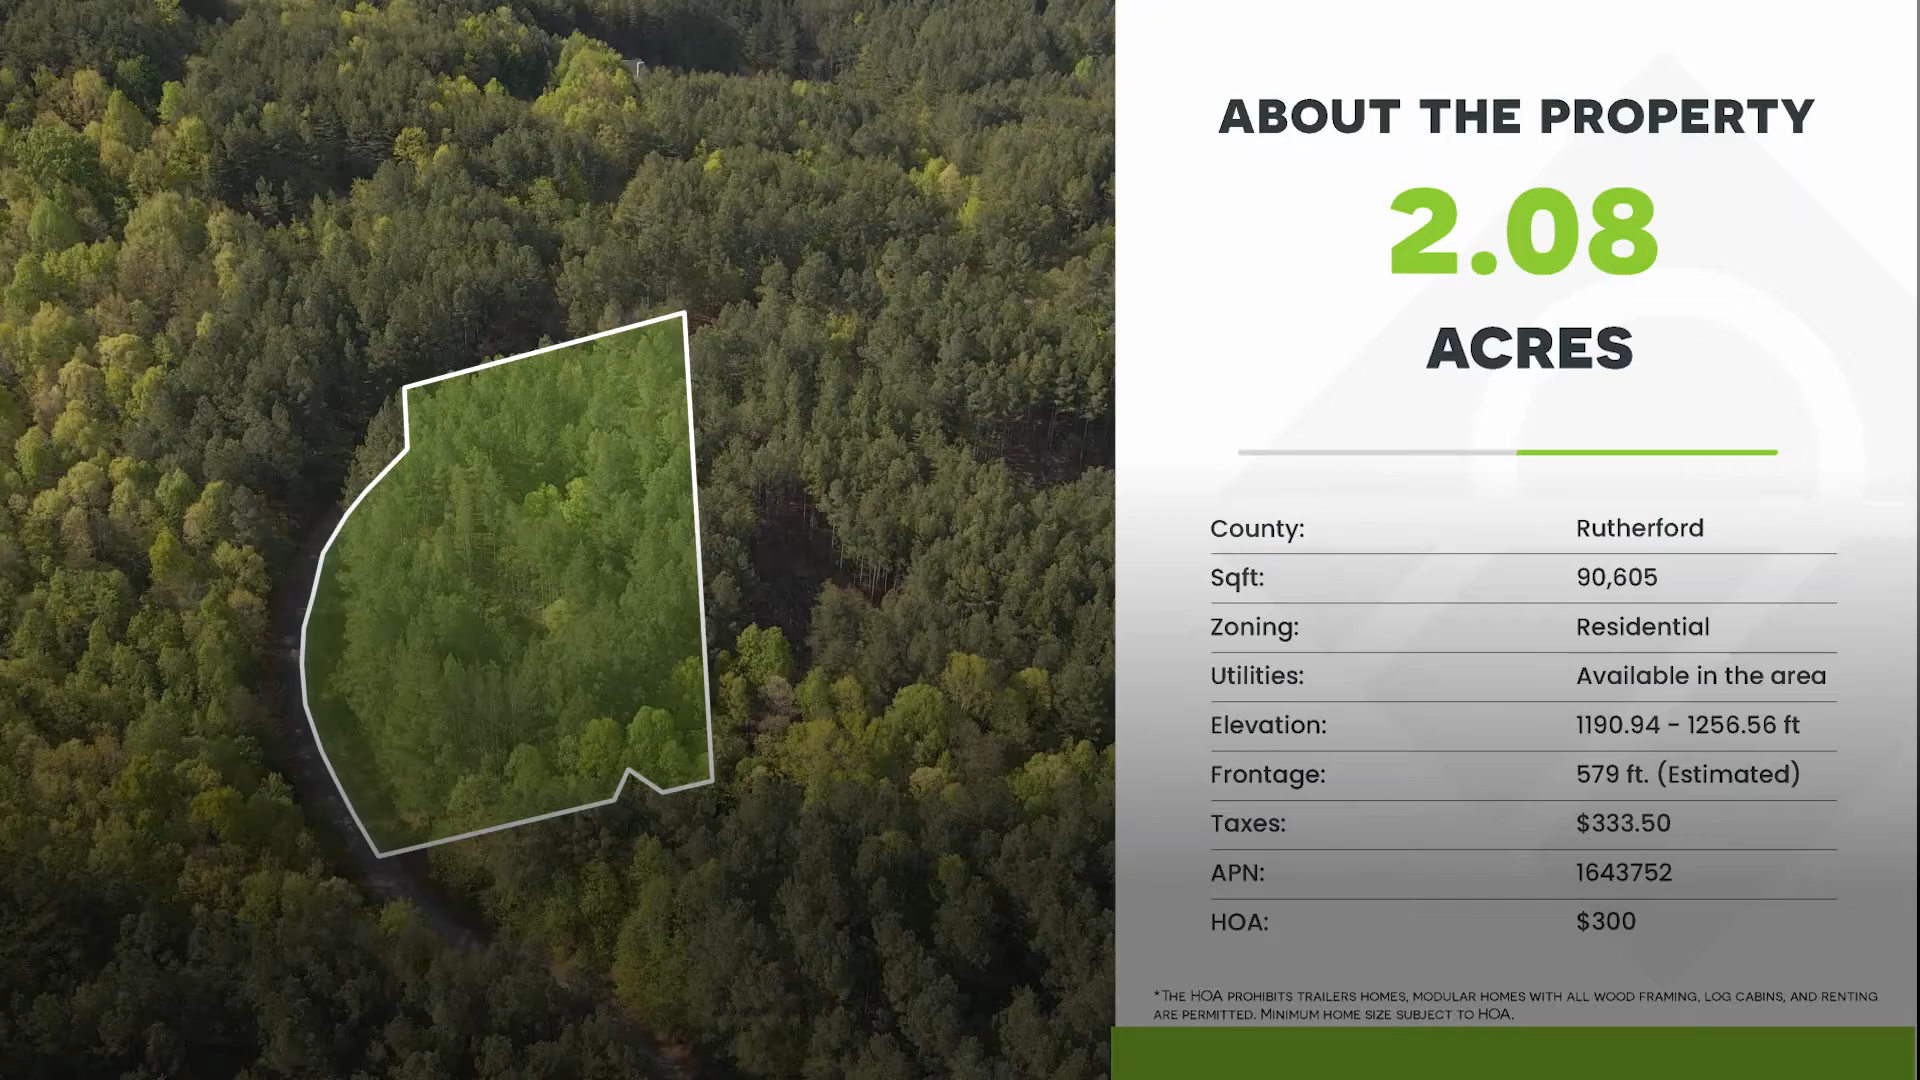 ABOUT THE PROPERTY
2.08
ACRES
County: Rutherford
Sqft: 90,605
Zoning: Residential
Utilities: Available in the area
Elevation: 1190.94 - 1256.56 ft
Frontage: 579 ft. (Estimated)
Taxes: $333.50
APN: 1643752
HOA: $300
*The HOA prohibits trailers homes, modular homes with all wood framing, log cabins, and renting
are permitted. Minimum home size subject to HOA.